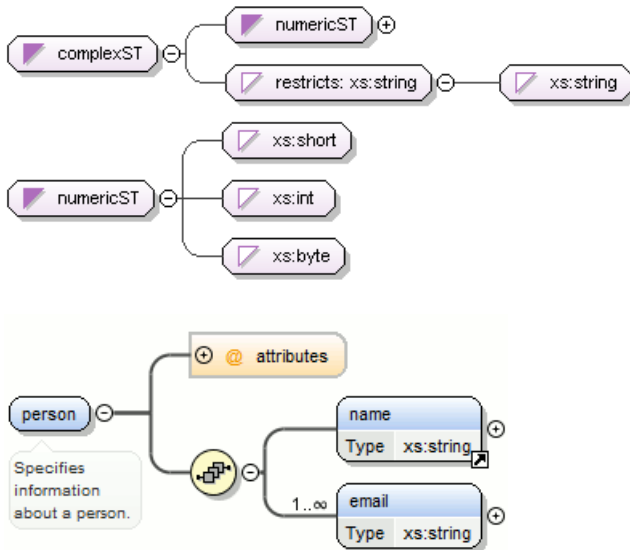 numericST
complexST
restricts: xs:string
xs:string
xs:short
numericST
xs:int
xs:byte
@ attributes
person
name
Type xs:string
Specifies
information
about a person.
1..∞
email
Type xs:string